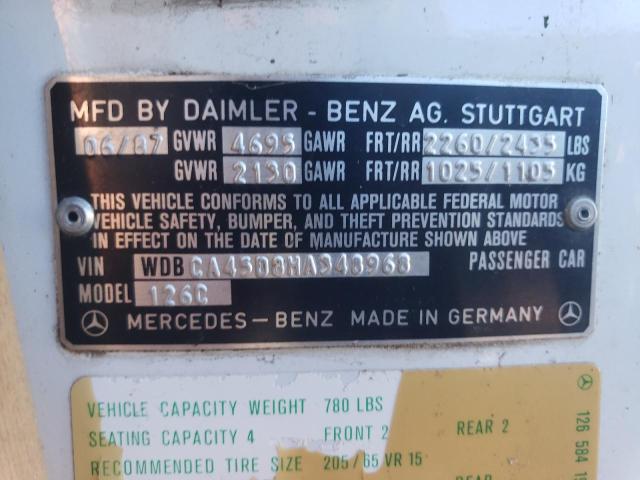 MFD BY DAIMLER - BENZ AG. STUTTGART
06/87 GVWR 4695 GAWR FRT/RR 2260/2435 LBS
GVWR 2130 GAWR FRT/RR 1025/1105 KG
THIS VEHICLE CONFORMS TO ALL APPLICABLE FEDERAL MOTOR
VEHICLE SAFETY, BUMPER, AND THEFT PREVENTION STANDARDS
IN EFFECT ON THE DATE OF MANUFACTURE SHOWN ABOVE
VIN WDBCA45D8HA348968 PASSENGER CAR
MODEL 126C
MERCEDES-BENZ MADE IN GERMANY
VEHICLE CAPACITY WEIGHT 780 LBS
SEATING CAPACITY 4 FRONT 2 REAR 2
RECOMMENDED TIRE SIZE 205/65 VR 15
REAR
126 584 19